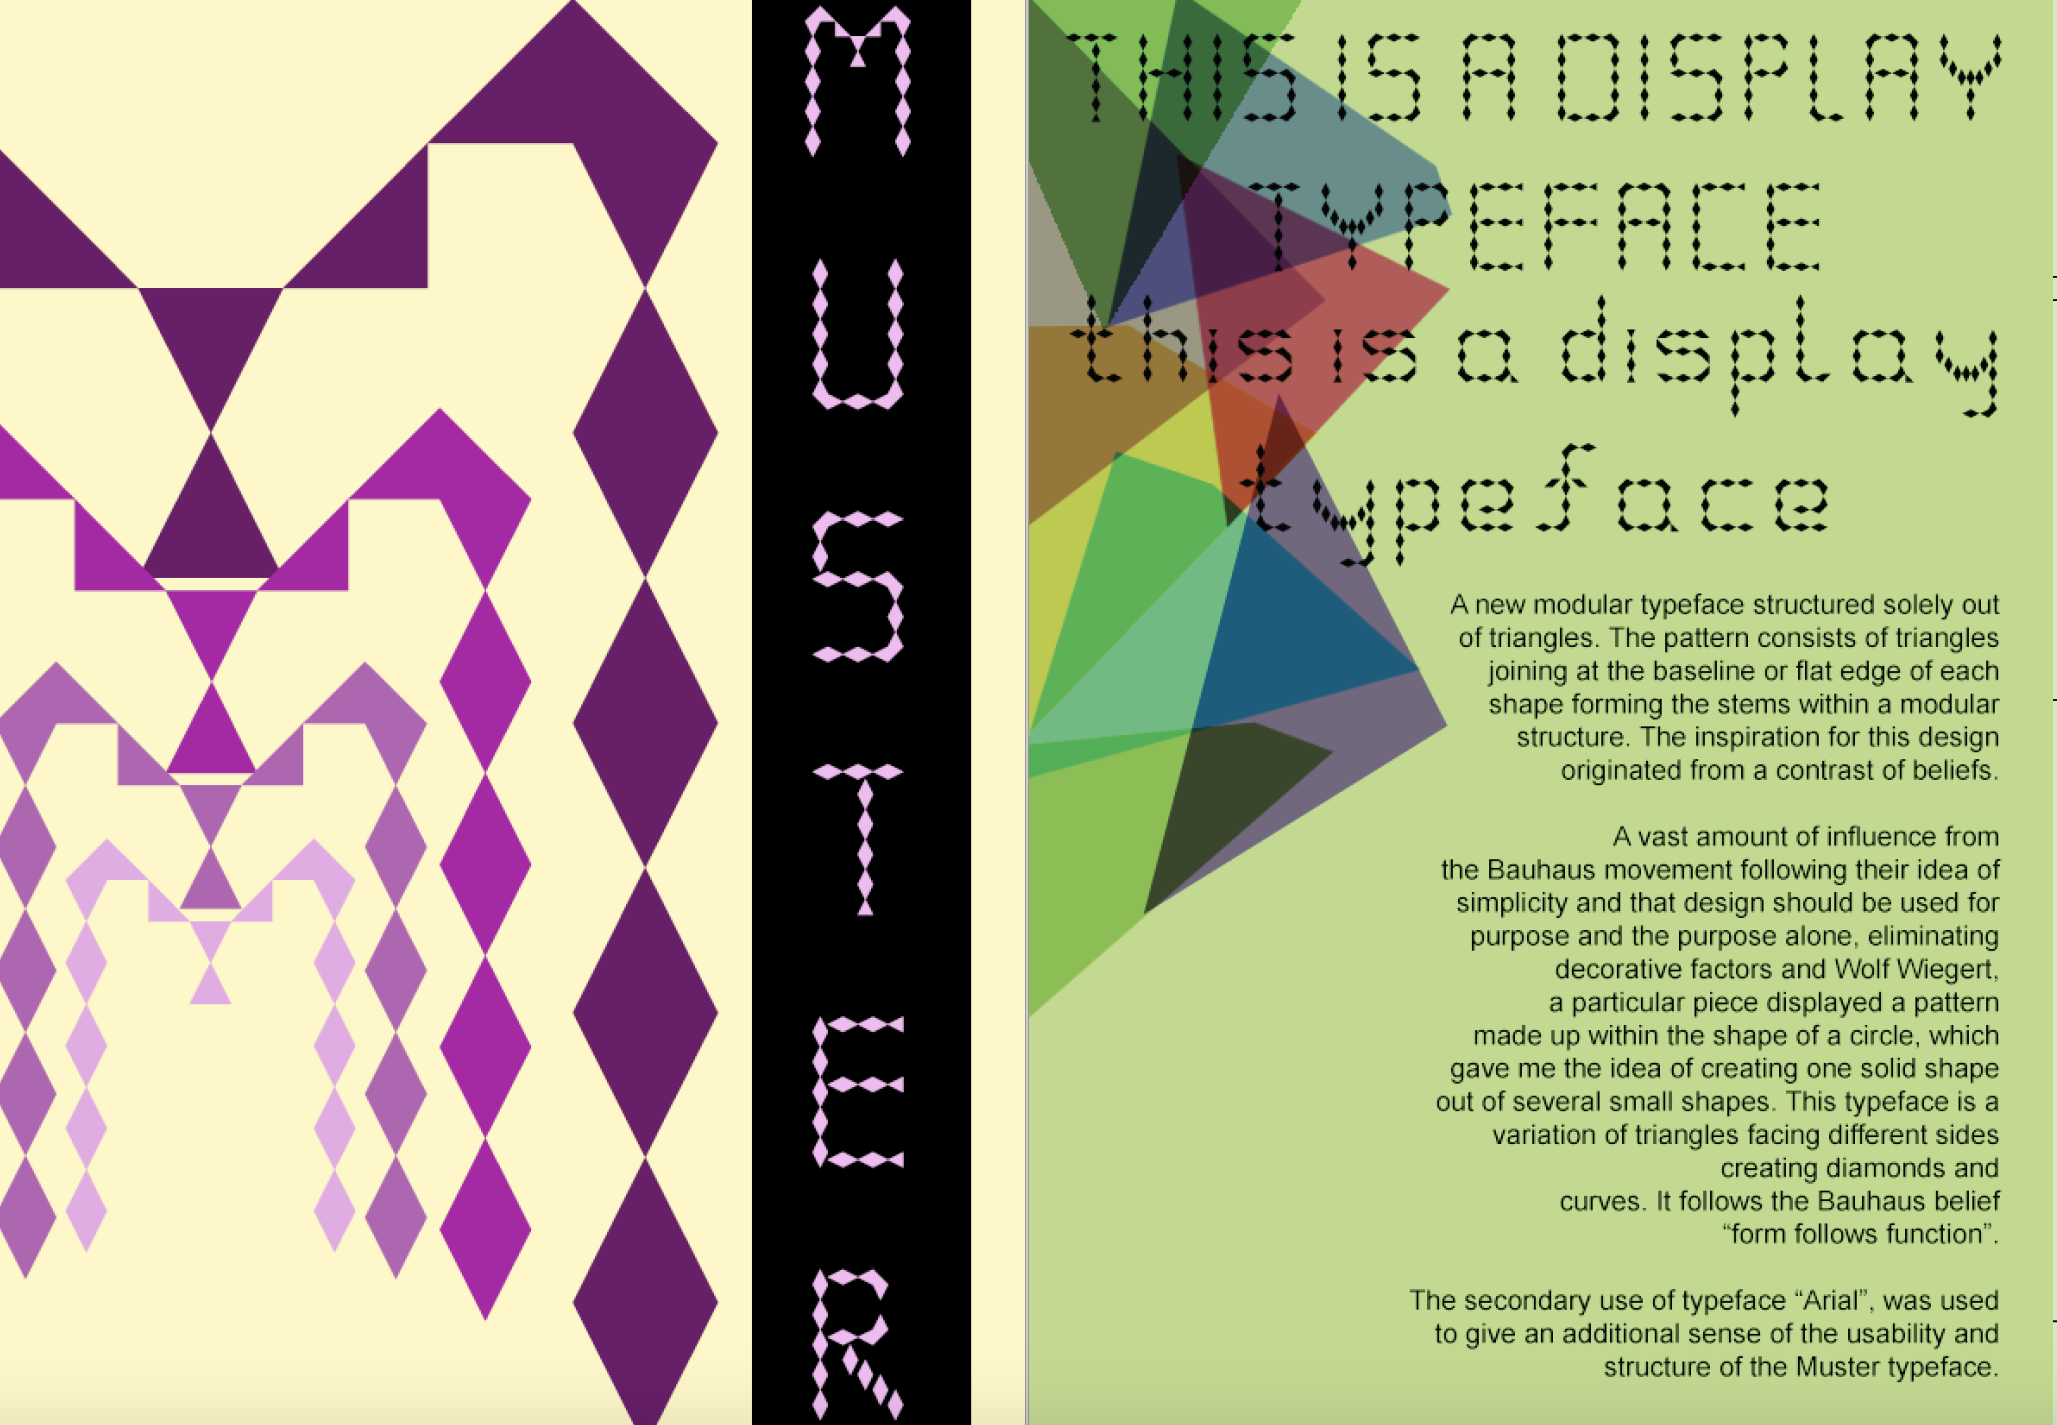 MUSTER
THIS IS A DISPLAY
TYPEFACE
this is a display
typeface
A new modular typeface structured solely out
of triangles. The pattern consists of triangles
joining at the baseline or flat edge of each
shape forming the stems within a modular
structure. The inspiration for this design
originated from a contrast of beliefs.
A vast amount of influence from
the Bauhaus movement following their idea of
simplicity and that design should be used for
purpose and the purpose alone, eliminating
decorative factors and Wolf Wiegert,
a particular piece displayed a pattern
made up within the shape of a circle, which
gave me the idea of creating one solid shape
out of several small shapes. This typeface is a
variation of triangles facing different sides
creating diamonds and
curves. It follows the Bauhaus belief
“form follows function”.
The secondary use of typeface “Arial”, was used
to give an additional sense of the usability and
structure of the Muster typeface.